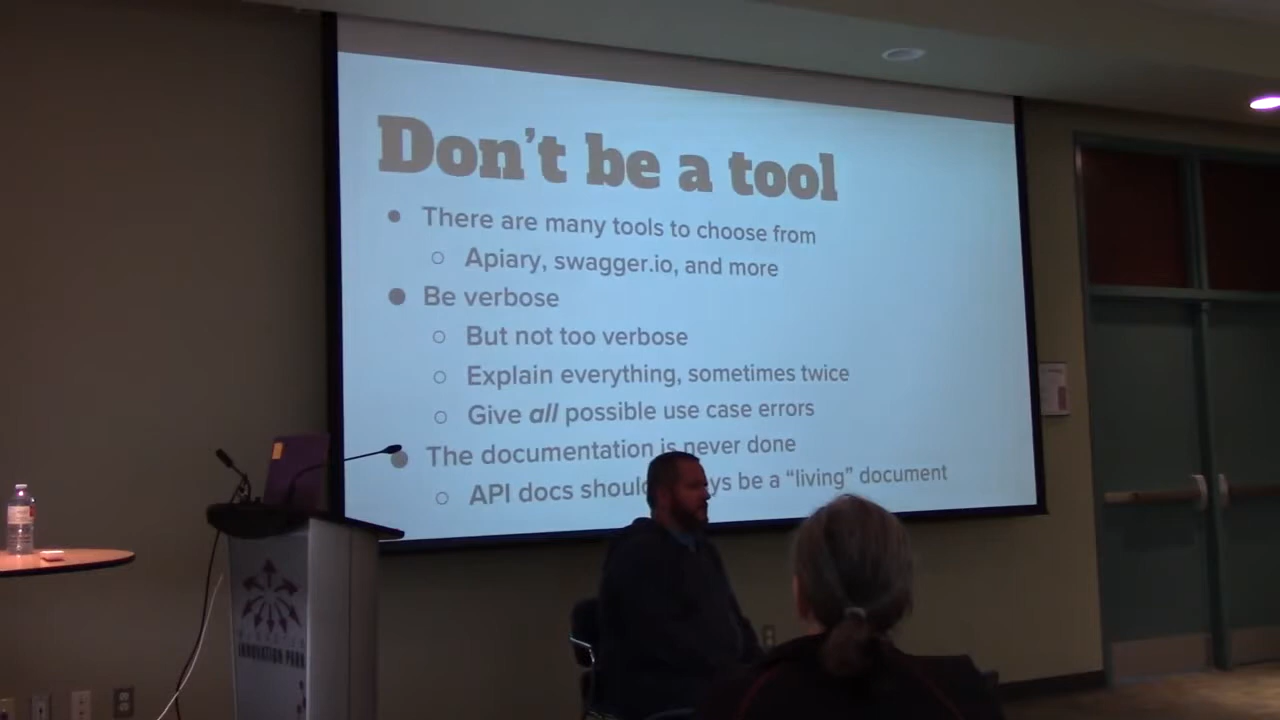 Don't be a tool
There are many tools to choose from
Apiary, swagger.io, and more
Be verbose
But not too verbose
Explain everything, sometimes twice
Give all possible use case errors
The documentation is never done
API docs should be a “living” document
INNOVATION PARK